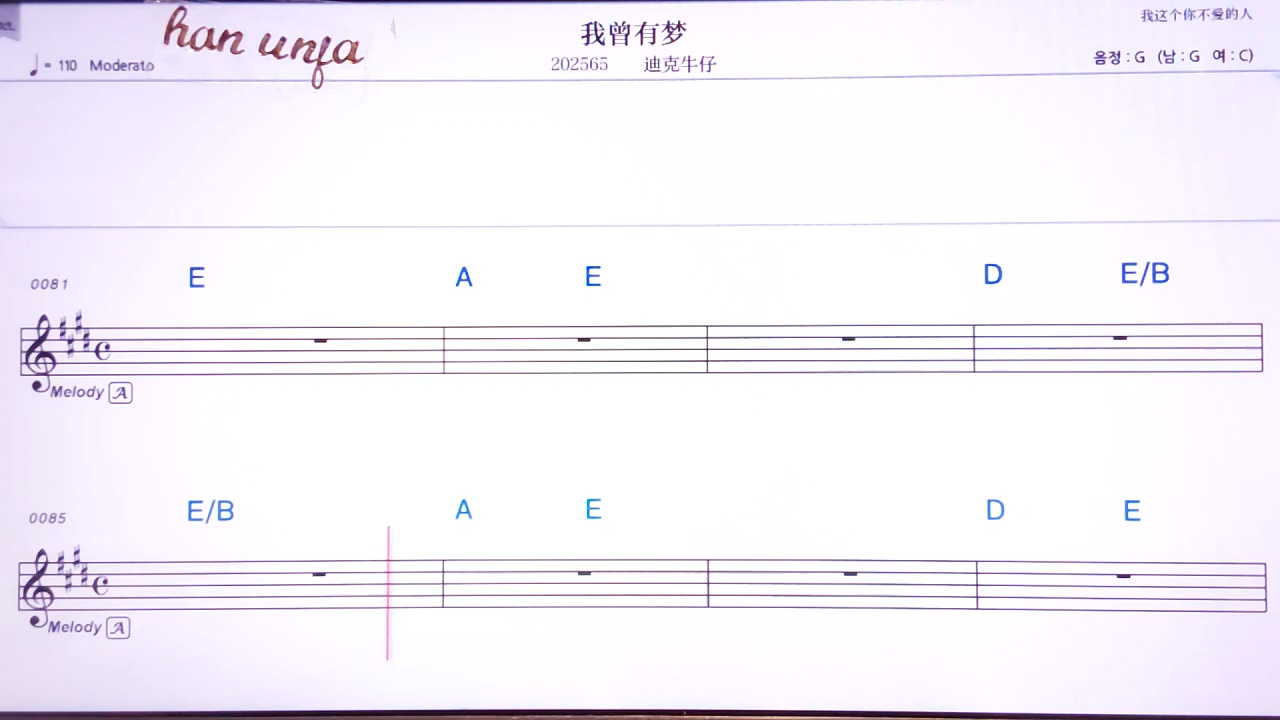 han unfa
我曾有梦
我这个你不爱的人
♩= 110 Moderato
202565 迪克牛仔
음정 : G (남 : G 여 : C)
0081 E A E D E/B
Melody A
0085 E/B A E D E
Melody A